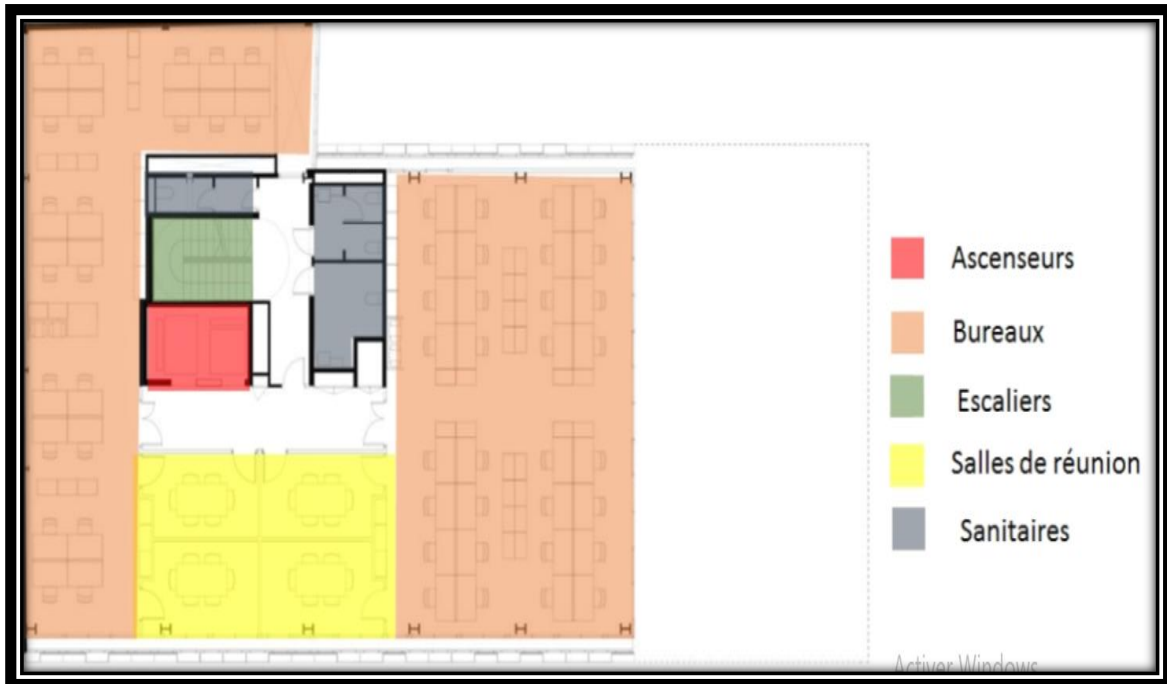 Ascenseurs
Bureaux
Escaliers
Salles de réunion
Sanitaires
Activer Windows